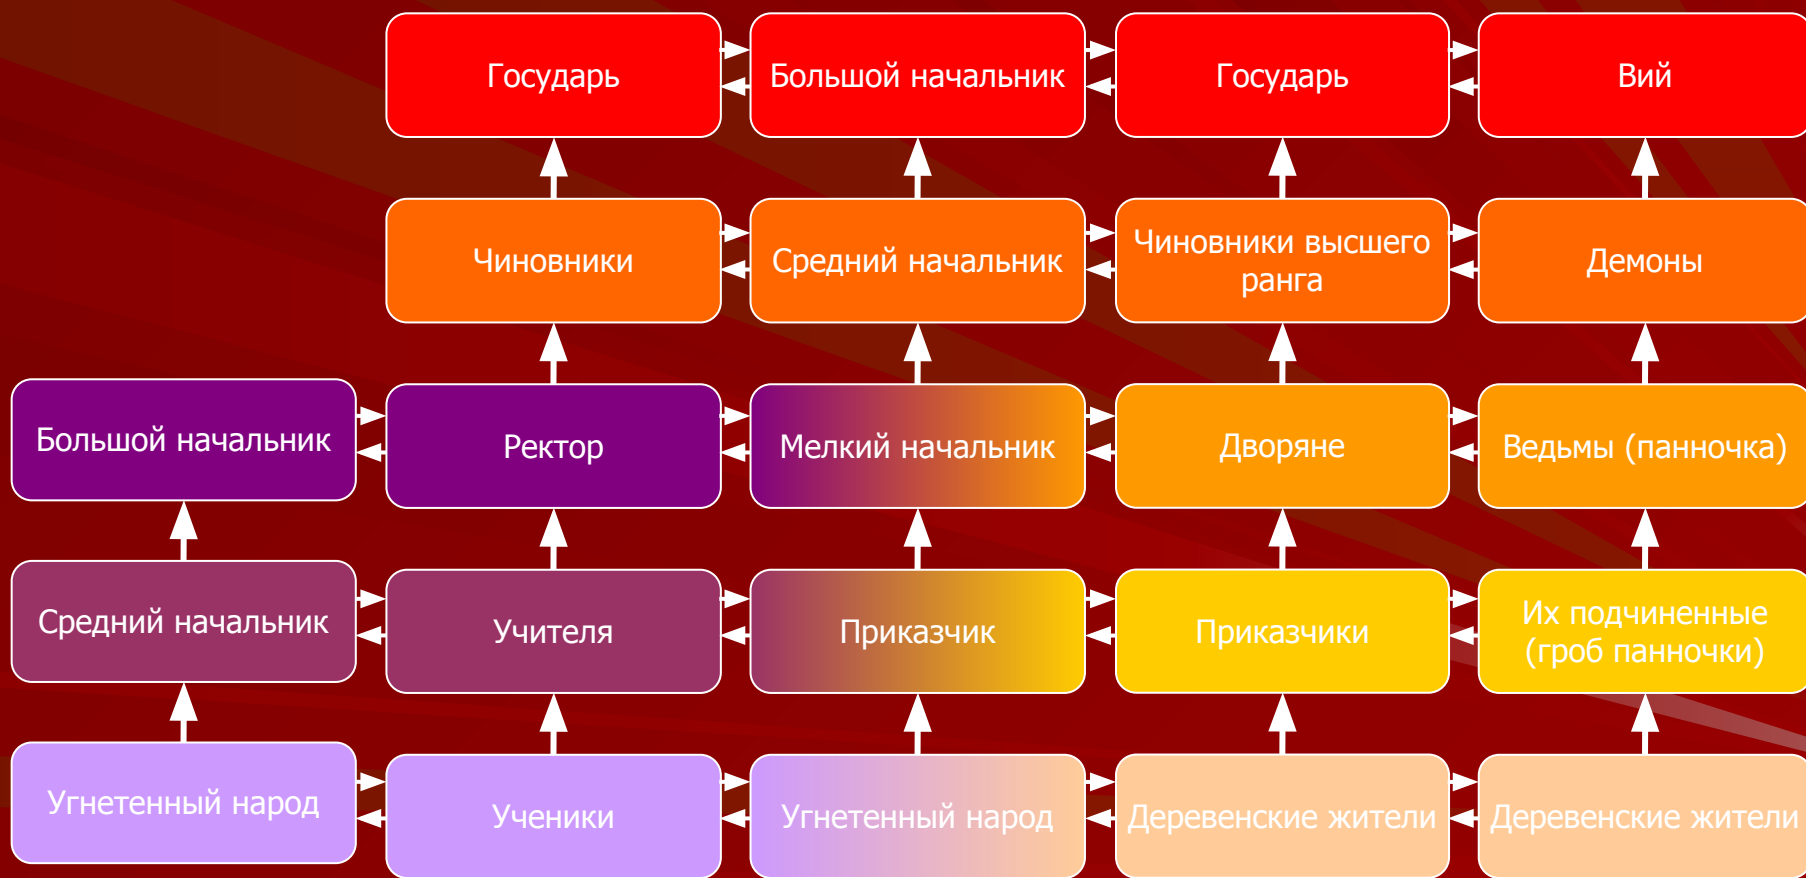 Государь
Большой начальник
Государь
Вий
Чиновники
Средний начальник
Чиновники высшего
ранга
Демоны
Большой начальник
Ректор
Мелкий начальник
Дворяне
Ведьмы (панночка)
Средний начальник
Учителя
Приказчик
Приказчики
Их подчиненные
(гроб панночки)
Угнетенный народ
Ученики
Угнетенный народ
Деревенские жители
Деревенские жители